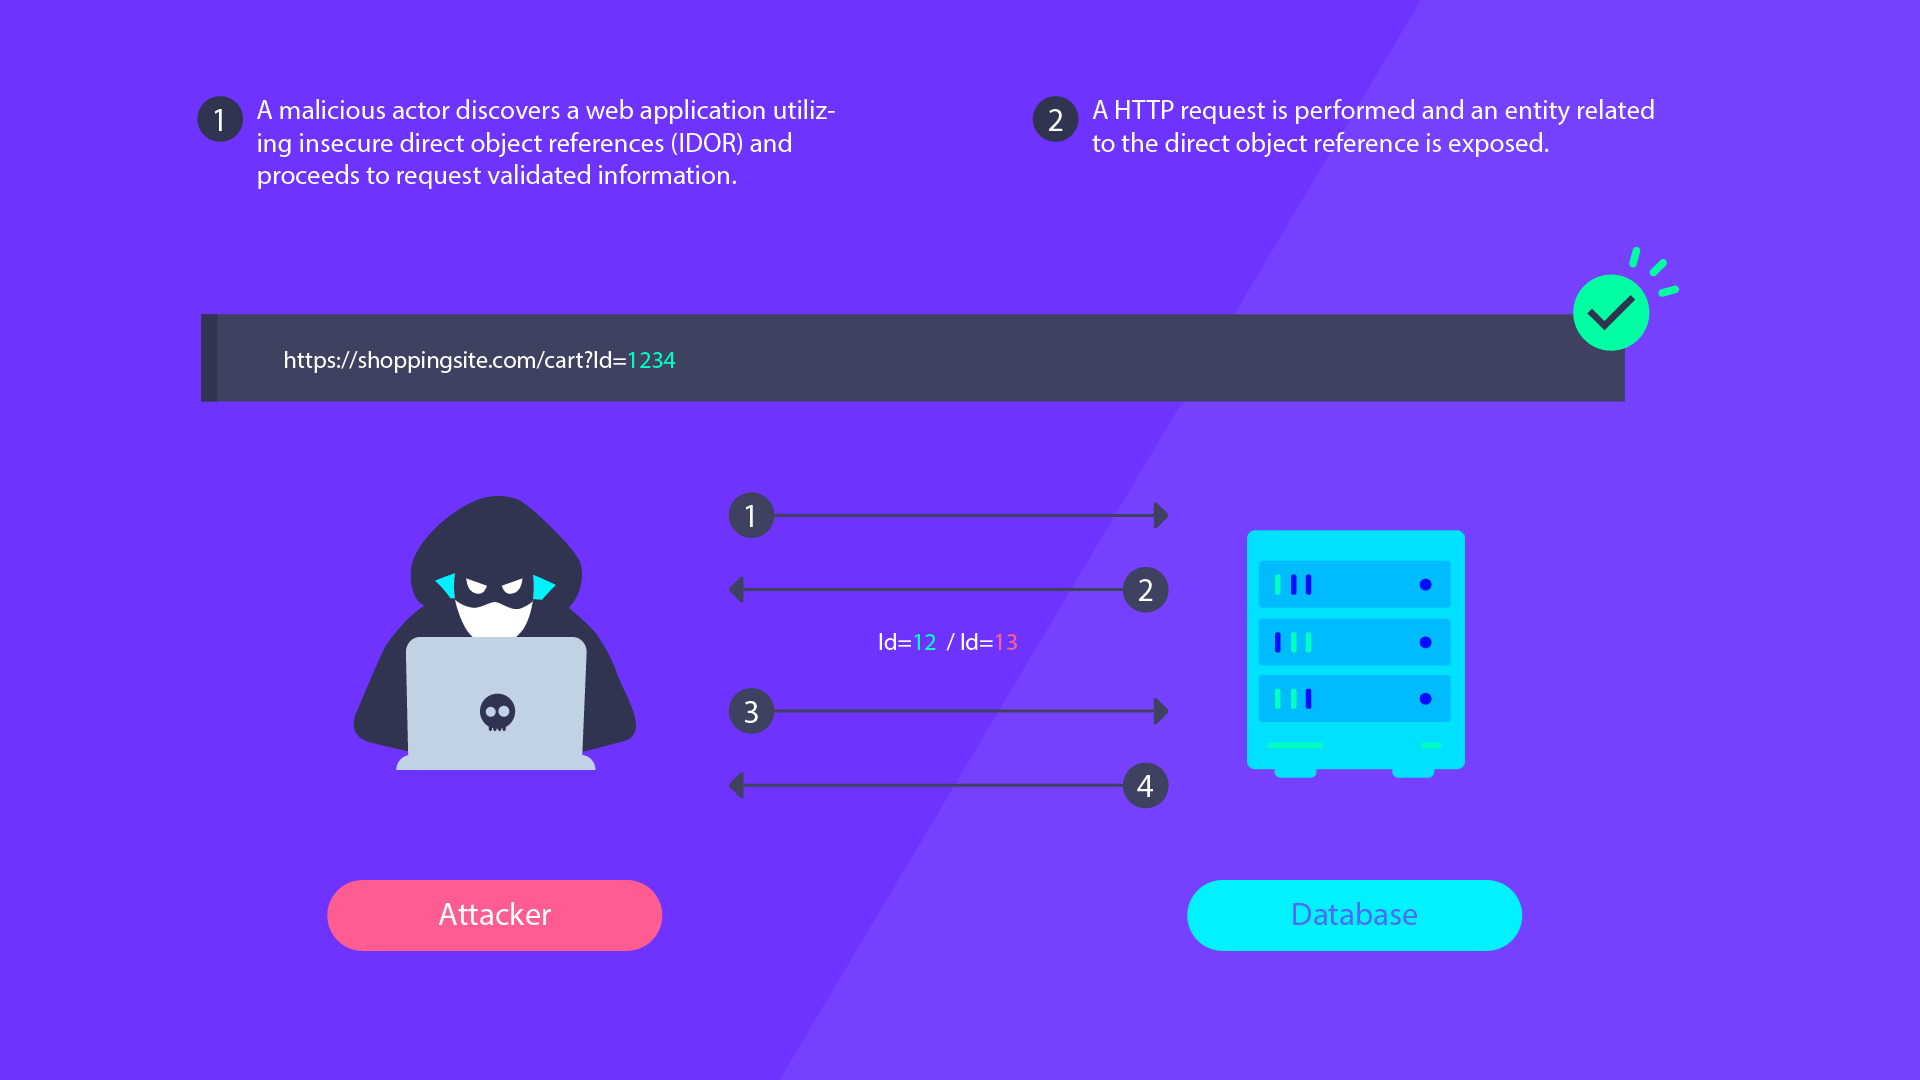 1
A malicious actor discovers a web application utiliz-
ing insecure direct object references (IDOR) and
proceeds to request validated information.
2
A HTTP request is performed and an entity related
to the direct object reference is exposed.
https://shoppingsite.com/cart?Id=1234
1
2
Id=12 / Id=13
3
4
Attacker
Database